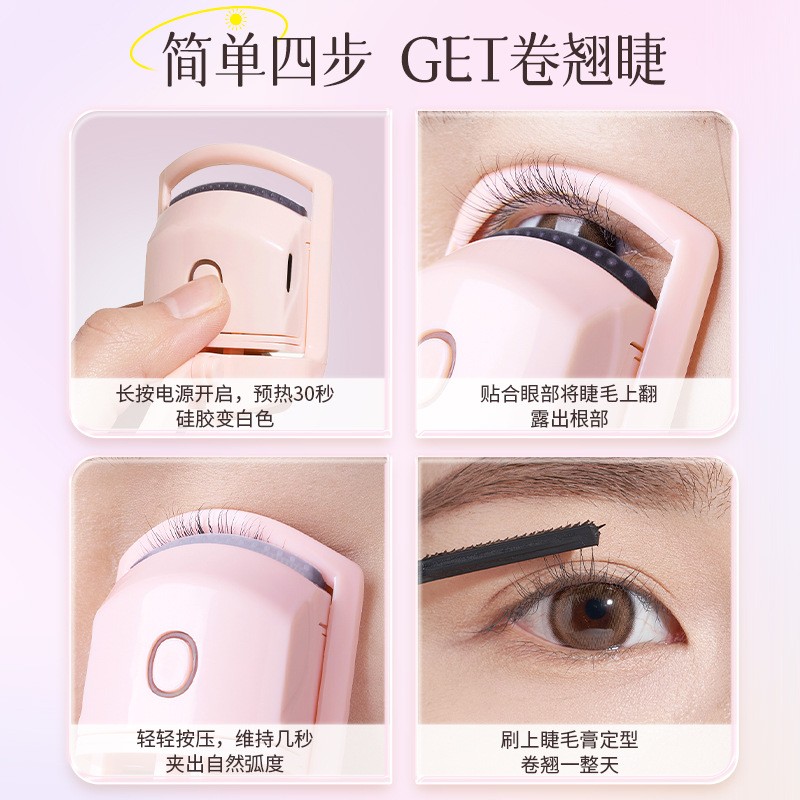 简单四步 GET卷翘睫
长按电源开启，预热30秒
硅胶变白色
贴合眼部将睫毛上翻
露出根部
轻轻按压，维持几秒
夹出自然弧度
刷上睫毛膏定型
卷翘一整天